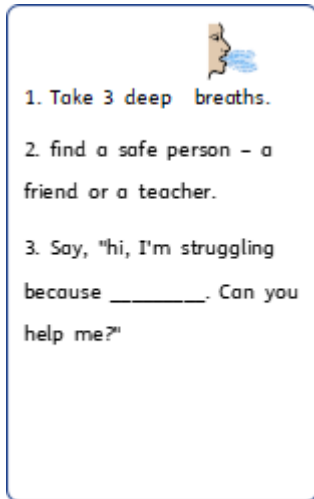 1. Take 3 deep breaths.
2. find a safe person – a
friend or a teacher.
3. Say, "hi, I'm struggling
because _________. Can you
help me?"